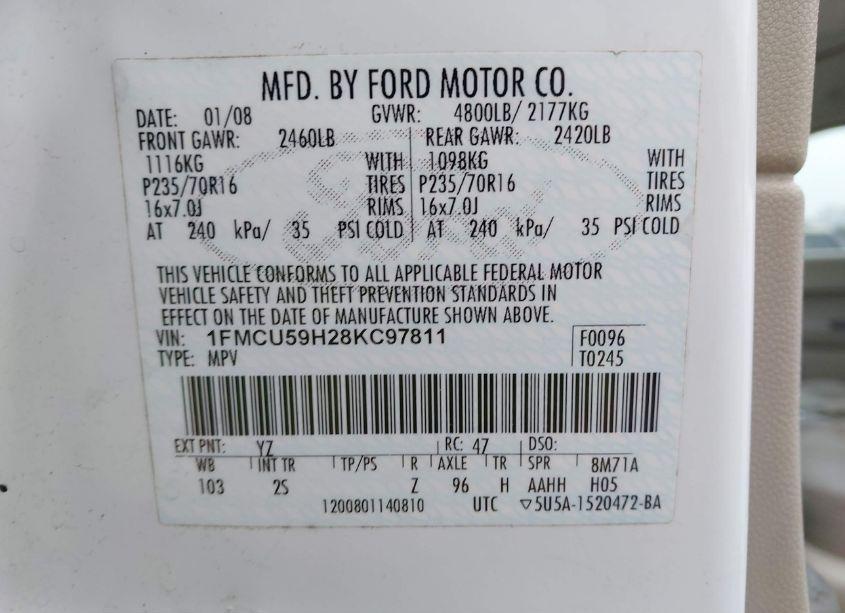 MFD. BY FORD MOTOR CO.
DATE: 01/08 GVWR: 4800LB/ 2177KG
FRONT GAWR: 2460LB REAR GAWR: 2420LB
1116KG WITH 1098KG WITH
P235/70R16 TIRES P235/70R16 TIRES
16x7.0J RIMS 16x7.0J RIMS
AT 240 kPa/ 35 PSI COLD AT 240 kPa/ 35 PSI COLD
THIS VEHICLE CONFORMS TO ALL APPLICABLE FEDERAL MOTOR
VEHICLE SAFETY AND THEFT PREVENTION STANDARDS IN
EFFECT ON THE DATE OF MANUFACTURE SHOWN ABOVE.
VIN: 1FMCU59H28KC97811 F0096
TYPE: MPV T0245
EXT PNT: YZ RC: 47 DSO:
WB INT TR TP/PS R AXLE TR SPR 8M71A
103 2S Z 96 H AAHH H05
1200801140810 UTC ▽5U5A-1520472-BA